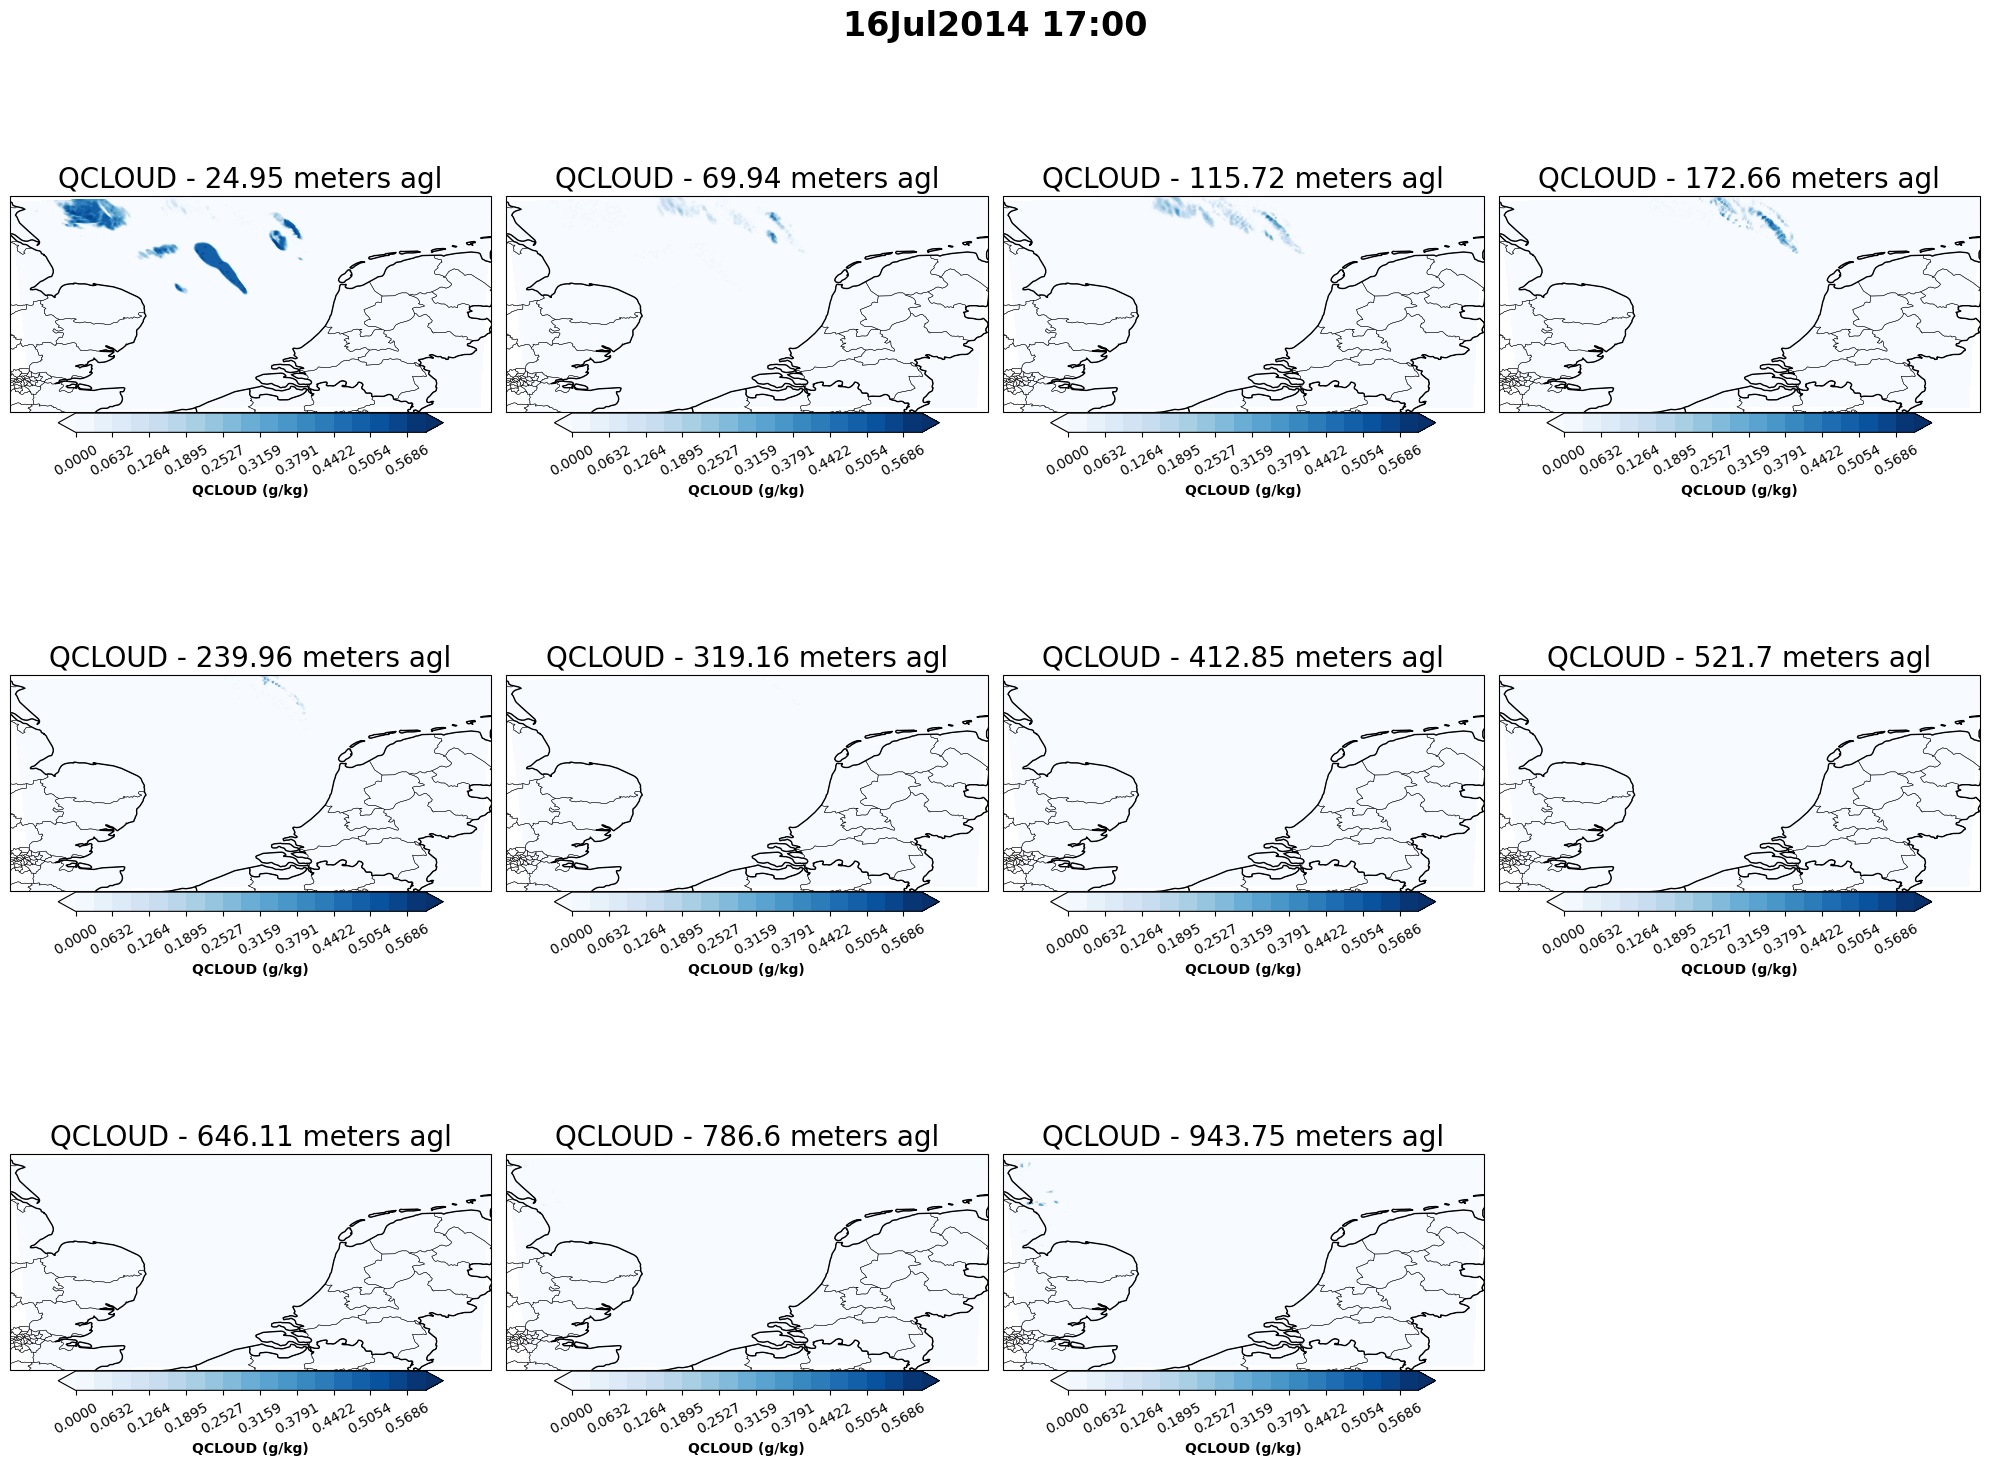 16Jul2014 17:00
QCLOUD - 24.95 meters agl
QCLOUD - 69.94 meters agl
QCLOUD - 115.72 meters agl
QCLOUD - 172.66 meters agl
0.0000 0.0632 0.1264 0.1895 0.2527 0.3159 0.3791 0.4422 0.5054 0.5686
0.0000 0.0632 0.1264 0.1895 0.2527 0.3159 0.3791 0.4422 0.5054 0.5686
0.0000 0.0632 0.1264 0.1895 0.2527 0.3159 0.3791 0.4422 0.5054 0.5686
0.0000 0.0632 0.1264 0.1895 0.2527 0.3159 0.3791 0.4422 0.5054 0.5686
QCLOUD (g/kg)
QCLOUD (g/kg)
QCLOUD (g/kg)
QCLOUD (g/kg)
QCLOUD - 239.96 meters agl
QCLOUD - 319.16 meters agl
QCLOUD - 412.85 meters agl
QCLOUD - 521.7 meters agl
0.0000 0.0632 0.1264 0.1895 0.2527 0.3159 0.3791 0.4422 0.5054 0.5686
0.0000 0.0632 0.1264 0.1895 0.2527 0.3159 0.3791 0.4422 0.5054 0.5686
0.0000 0.0632 0.1264 0.1895 0.2527 0.3159 0.3791 0.4422 0.5054 0.5686
0.0000 0.0632 0.1264 0.1895 0.2527 0.3159 0.3791 0.4422 0.5054 0.5686
QCLOUD (g/kg)
QCLOUD (g/kg)
QCLOUD (g/kg)
QCLOUD (g/kg)
QCLOUD - 646.11 meters agl
QCLOUD - 786.6 meters agl
QCLOUD - 943.75 meters agl
0.0000 0.0632 0.1264 0.1895 0.2527 0.3159 0.3791 0.4422 0.5054 0.5686
0.0000 0.0632 0.1264 0.1895 0.2527 0.3159 0.3791 0.4422 0.5054 0.5686
0.0000 0.0632 0.1264 0.1895 0.2527 0.3159 0.3791 0.4422 0.5054 0.5686
QCLOUD (g/kg)
QCLOUD (g/kg)
QCLOUD (g/kg)